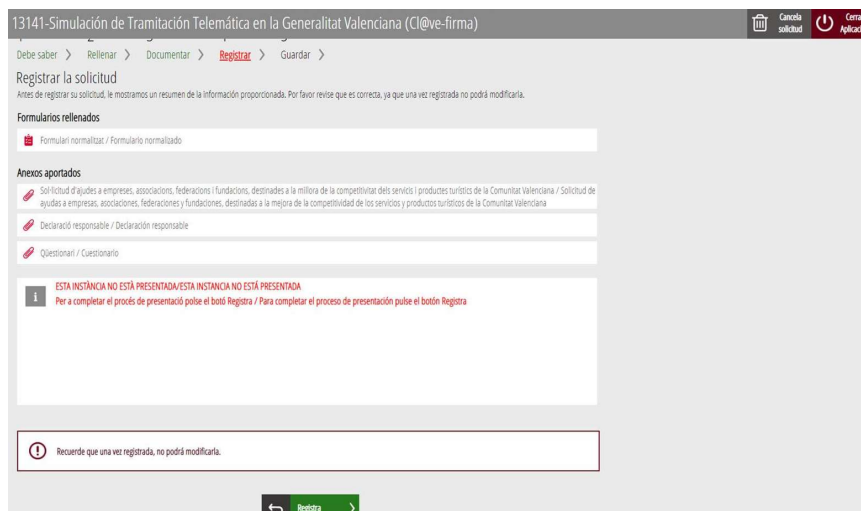 13141-Simulación de Tramitación Telemática en la Generalitat Valenciana (Cl@ve-firma)
Cancela
solicitud
Cerra
Aplicad
Debe saber > Rellenar > Documentar > Registrar > Guardar >
Registrar la solicitud
Antes de registrar su solicitud, le mostramos un resumen de la información proporcionada. Por favor revise que es correcta, ya que una vez registrada no podrá modificarla.
Formularios rellenados
Formulari normalitzat / Formulario normalizado
Anexos aportados
Sol·licitud d'ajudes a empreses, associacions, federacions i fundacions, destinades a la millora de la competitivitat dels servicis i productes turístics de la Comunitat Valenciana / Solicitud de
ayudas a empresas, asociaciones, federaciones y fundaciones, destinadas a la mejora de la competitividad de los servicios y productos turísticos de la Comunitat Valenciana
Declaració responsable / Declaración responsable
Qüestionari / Cuestionario
ESTA INSTÀNCIA NO ESTÀ PRESENTADA/ESTA INSTANCIA NO ESTÁ PRESENTADA
Per a completar el procés de presentació polse el botó Registra / Para completar el proceso de presentación pulse el botón Registra
Recuerde que una vez registrada, no podrá modificarla.
Registra >